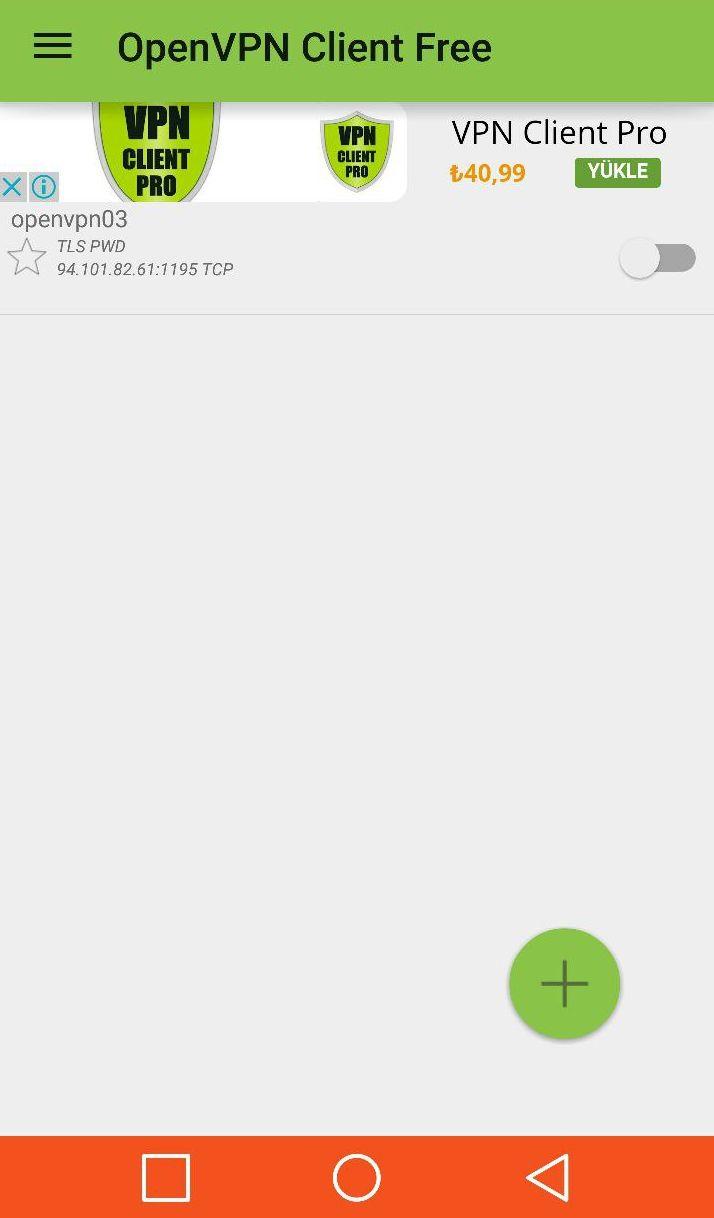 OpenVPN Client Free
VPN
CLIENT
PRO
VPN
CLIENT
PRO
VPN Client Pro
₺40,99
YÜKLE
openvpn03
TLS PWD
94.101.82.61:1195 TCP